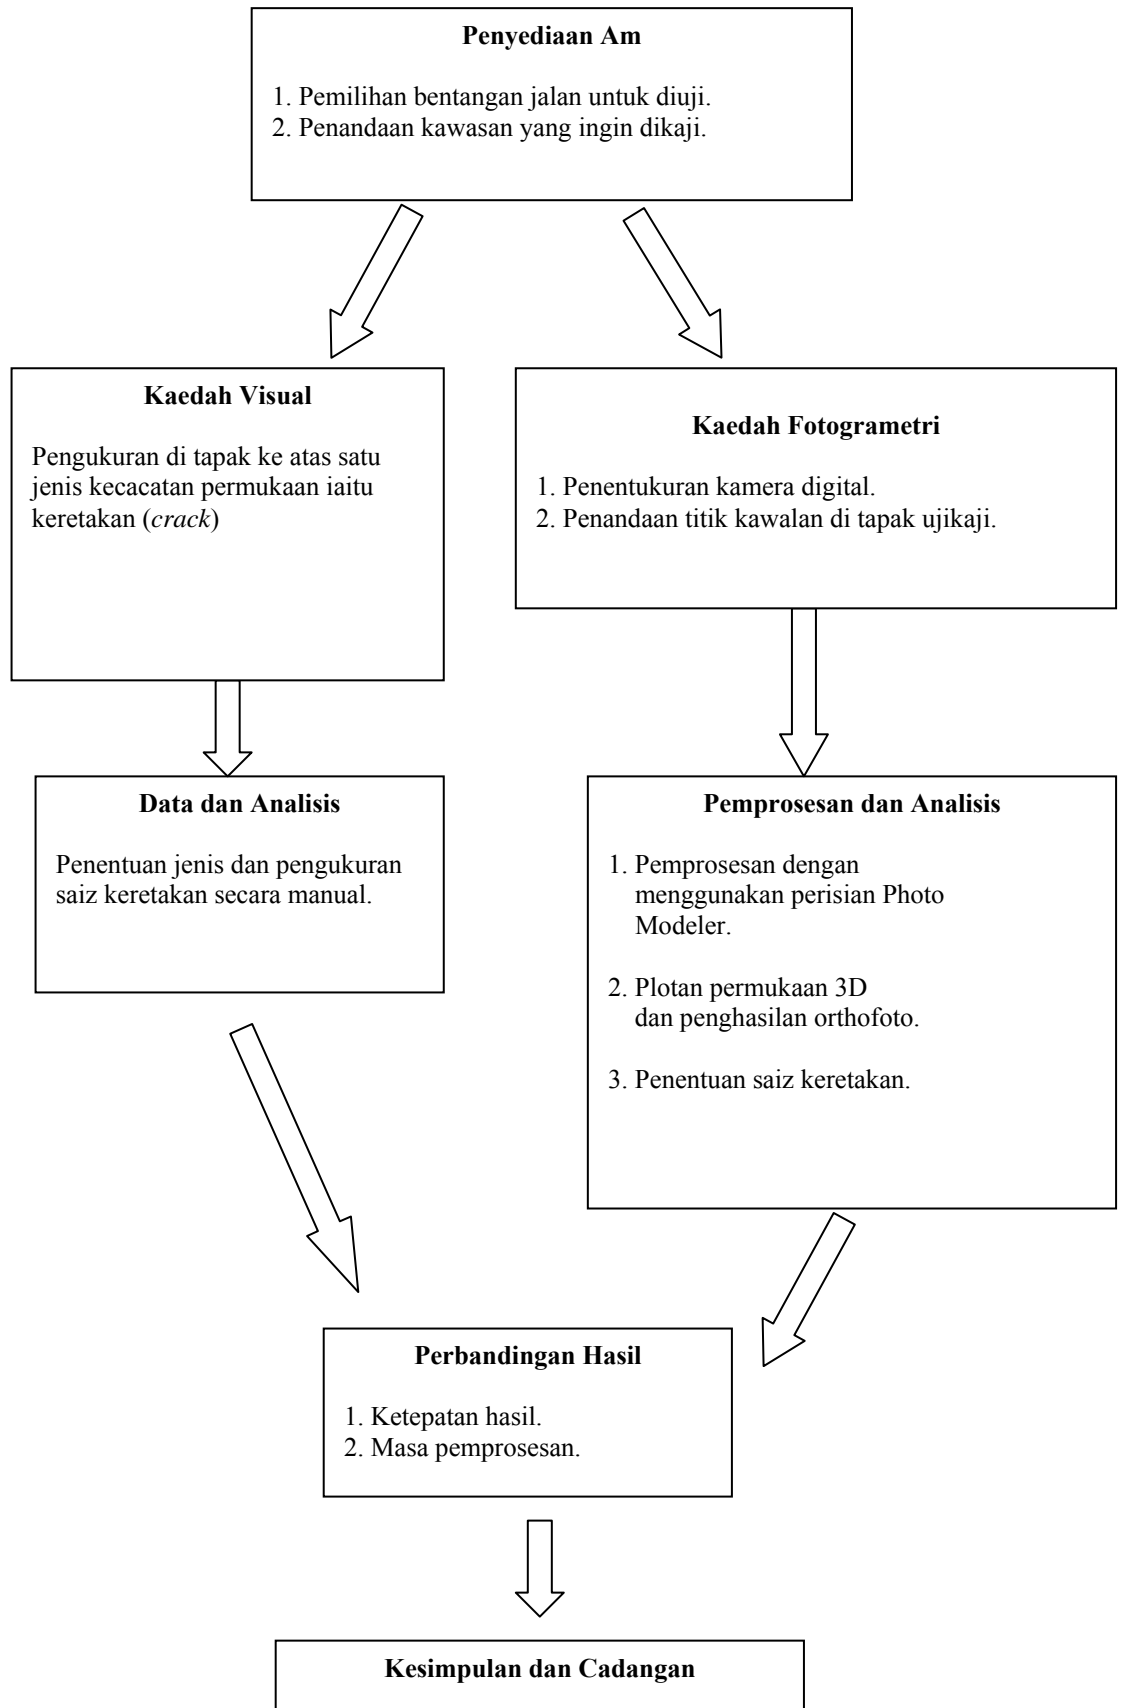 Penyediaan Am
1. Pemilihan bentangan jalan untuk diuji.
2. Penandaan kawasan yang ingin dikaji.
Kaedah Visual
Pengukuran di tapak ke atas satu
jenis kecacatan permukaan iaitu
keretakan (crack)
Kaedah Fotogrametri
1. Penentukuran kamera digital.
2. Penandaan titik kawalan di tapak ujikaji.
Data dan Analisis
Penentuan jenis dan pengukuran
saiz keretakan secara manual.
Pemprosesan dan Analisis
1. Pemprosesan dengan
menggunakan perisian Photo
Modeler.
2. Plotan permukaan 3D
dan penghasilan orthofoto.
3. Penentuan saiz keretakan.
Perbandingan Hasil
1. Ketepatan hasil.
2. Masa pemprosesan.
Kesimpulan dan Cadangan